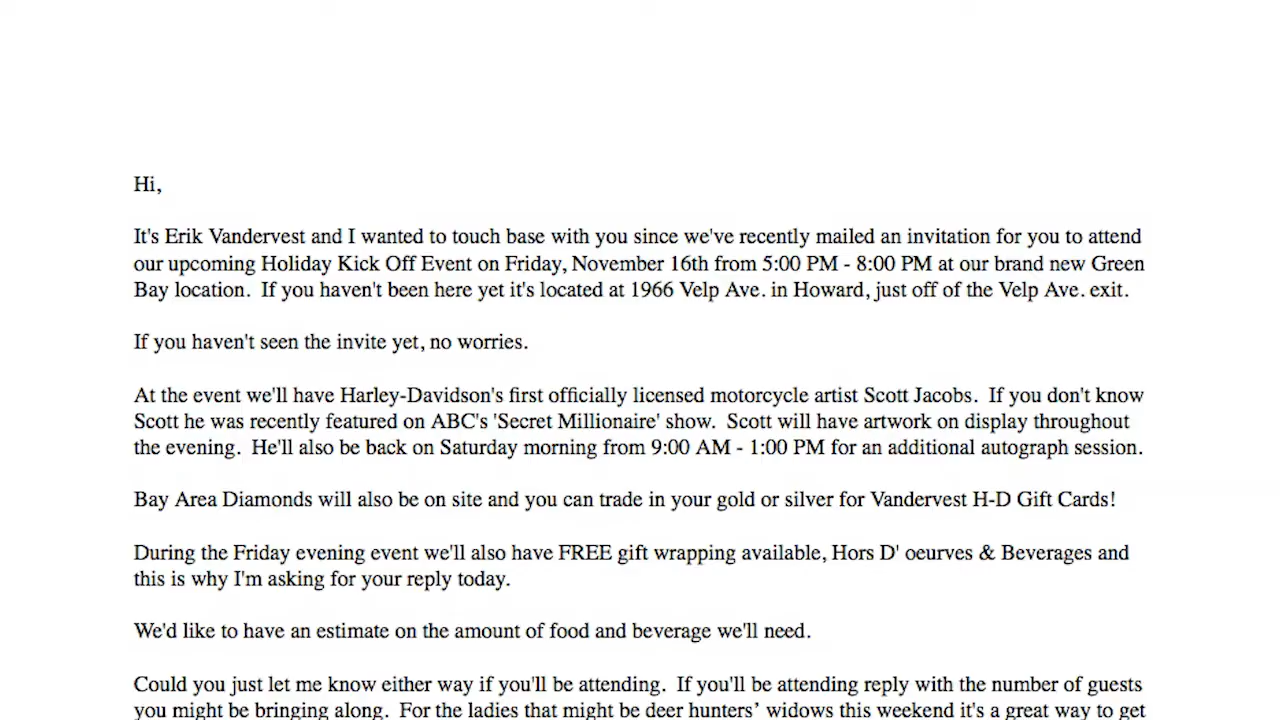 Hi,
It's Erik Vandervest and I wanted to touch base with you since we've recently mailed an invitation for you to attend
our upcoming Holiday Kick Off Event on Friday, November 16th from 5:00 PM - 8:00 PM at our brand new Green
Bay location.  If you haven't been here yet it's located at 1966 Velp Ave. in Howard, just off of the Velp Ave. exit.
If you haven't seen the invite yet, no worries.
At the event we'll have Harley-Davidson's first officially licensed motorcycle artist Scott Jacobs.  If you don't know
Scott he was recently featured on ABC's 'Secret Millionaire' show.  Scott will have artwork on display throughout
the evening.  He'll also be back on Saturday morning from 9:00 AM - 1:00 PM for an additional autograph session.
Bay Area Diamonds will also be on site and you can trade in your gold or silver for Vandervest H-D Gift Cards!
During the Friday evening event we'll also have FREE gift wrapping available, Hors D' oeurves & Beverages and
this is why I'm asking for your reply today.
We'd like to have an estimate on the amount of food and beverage we'll need.
Could you just let me know either way if you'll be attending.  If you'll be attending reply with the number of guests
you might be bringing along.  For the ladies that might be deer hunters’ widows this weekend it's a great way to get